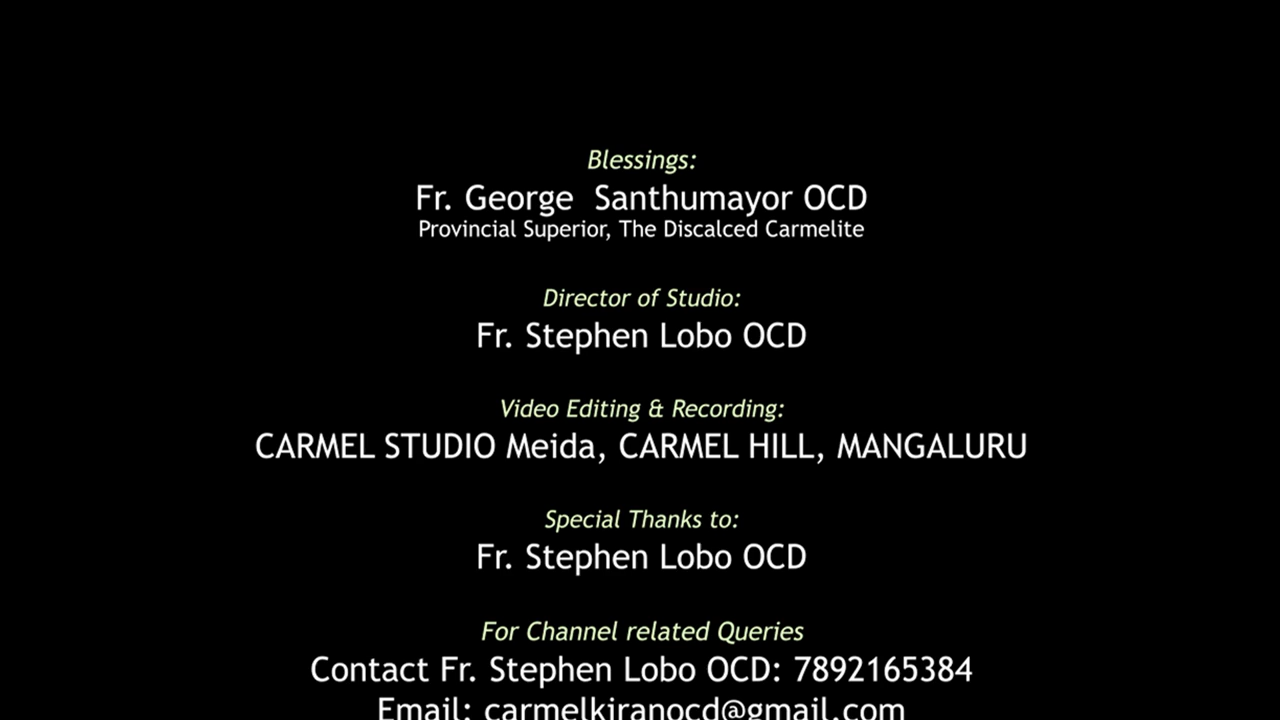 Blessings:
Fr. George Santhumayor OCD
Provincial Superior, The Discalced Carmelite
Director of Studio:
Fr. Stephen Lobo OCD
Video Editing & Recording:
CARMEL STUDIO Meida, CARMEL HILL, MANGALURU
Special Thanks to:
Fr. Stephen Lobo OCD
For Channel related Queries
Contact Fr. Stephen Lobo OCD: 7892165384
Email: carmelkiranocd@gmail.com